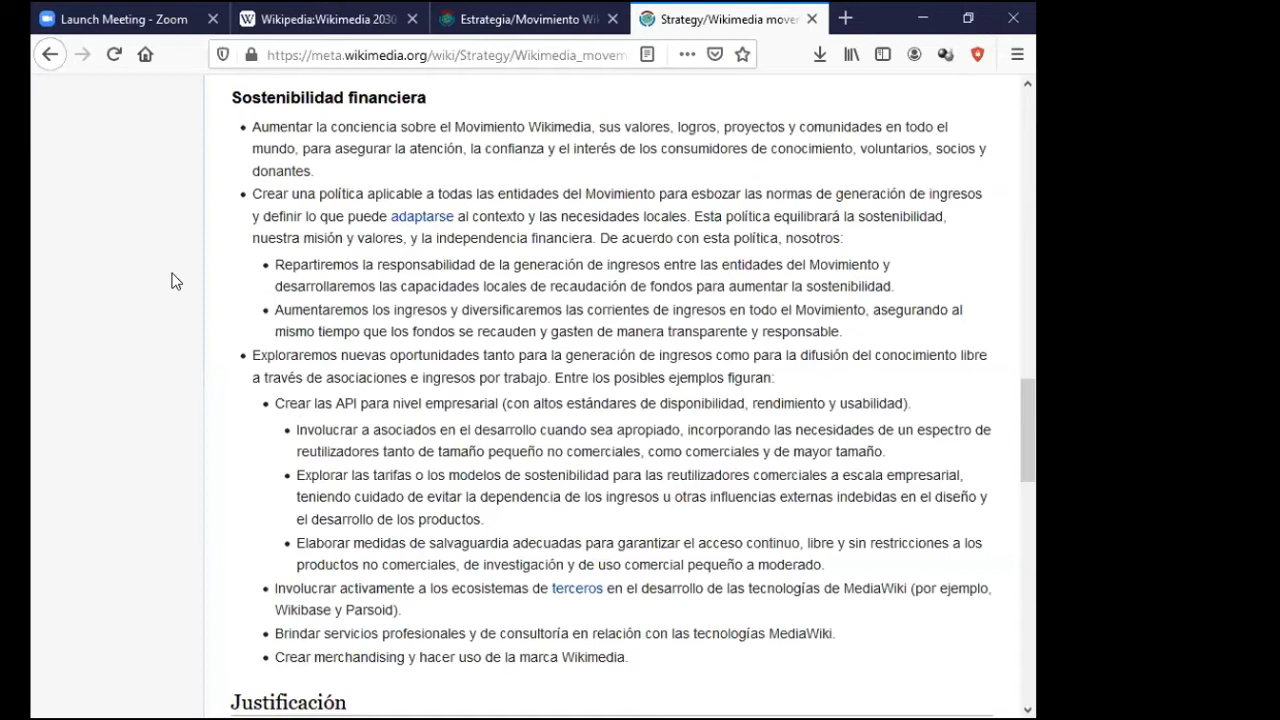 Launch Meeting - Zoom
Wikipedia:Wikimedia 2030
Estrategia/Movimiento Wi
Strategy/Wikimedia mover
https://meta.wikimedia.org/wiki/Strategy/Wikimedia_movem
Sostenibilidad financiera
Aumentar la conciencia sobre el Movimiento Wikimedia, sus valores, logros, proyectos y comunidades en todo el
mundo, para asegurar la atención, la confianza y el interés de los consumidores de conocimiento, voluntarios, socios y
donantes.
Crear una política aplicable a todas las entidades del Movimiento para esbozar las normas de generación de ingresos
y definir lo que puede adaptarse al contexto y las necesidades locales. Esta política equilibrará la sostenibilidad,
nuestra misión y valores, y la independencia financiera. De acuerdo con esta política, nosotros:
Repartiremos la responsabilidad de la generación de ingresos entre las entidades del Movimiento y
desarrollaremos las capacidades locales de recaudación de fondos para aumentar la sostenibilidad.
Aumentaremos los ingresos y diversificaremos las corrientes de ingresos en todo el Movimiento, asegurando al
mismo tiempo que los fondos se recauden y gasten de manera transparente y responsable.
Exploraremos nuevas oportunidades tanto para la generación de ingresos como para la difusión del conocimiento libre
a través de asociaciones e ingresos por trabajo. Entre los posibles ejemplos figuran:
Crear las API para nivel empresarial (con altos estándares de disponibilidad, rendimiento y usabilidad).
Involucrar a asociados en el desarrollo cuando sea apropiado, incorporando las necesidades de un espectro de
reutilizadores tanto de tamaño pequeño no comerciales, como comerciales y de mayor tamaño.
Explorar las tarifas o los modelos de sostenibilidad para las reutilizadores comerciales a escala empresarial,
teniendo cuidado de evitar la dependencia de los ingresos u otras influencias externas indebidas en el diseño y
el desarrollo de los productos.
Elaborar medidas de salvaguardia adecuadas para garantizar el acceso continuo, libre y sin restricciones a los
productos no comerciales, de investigación y de uso comercial pequeño a moderado.
Involucrar activamente a los ecosistemas de terceros en el desarrollo de las tecnologías de MediaWiki (por ejemplo,
Wikibase y Parsoid).
Brindar servicios profesionales y de consultoría en relación con las tecnologías MediaWiki.
Crear merchandising y hacer uso de la marca Wikimedia.
Justificación